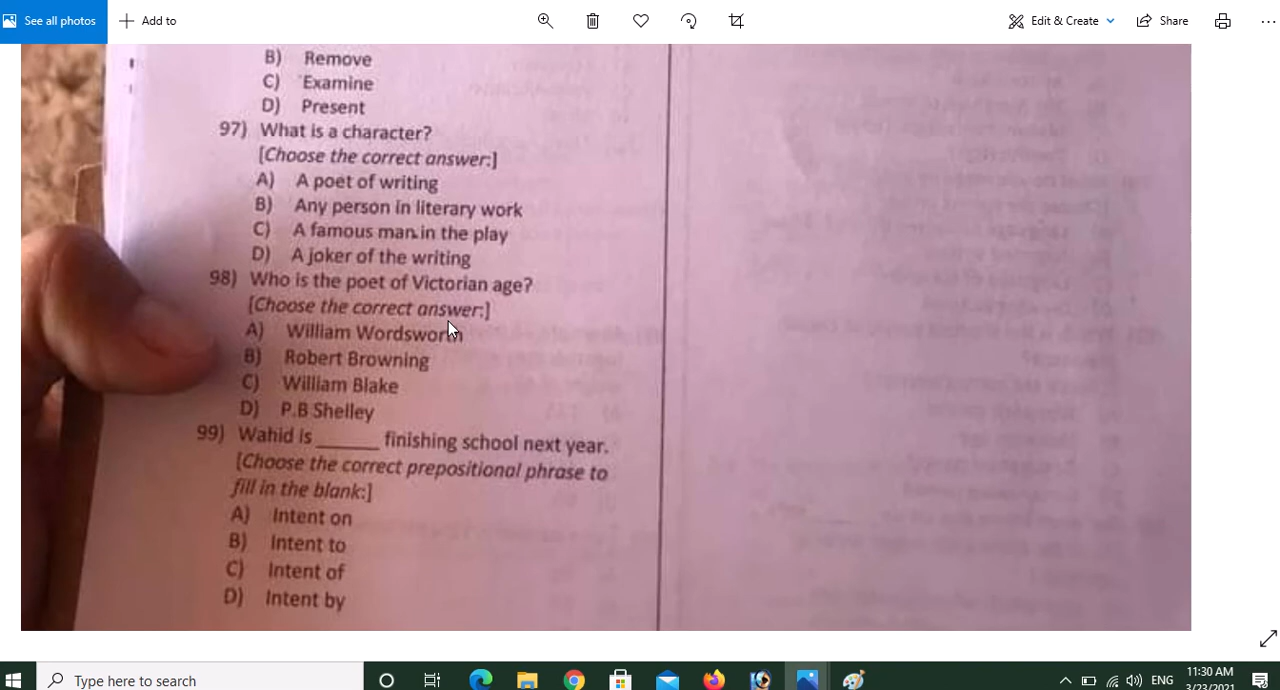 See all photos
Add to
Edit & Create
Share
B) Remove
C) Examine
D) Present
97) What is a character?
[Choose the correct answer:]
A) A poet of writing
B) Any person in literary work
C) A famous man in the play
D) A joker of the writing
98) Who is the poet of Victorian age?
[Choose the correct answer:]
A) William Wordsworth
B) Robert Browning
C) William Blake
D) P.B Shelley
99) Wahid is ______ finishing school next year.
[Choose the correct prepositional phrase to
fill in the blank:]
A) Intent on
B) Intent to
C) Intent of
D) Intent by
Type here to search
ENG
11:30 AM
3/23/2021